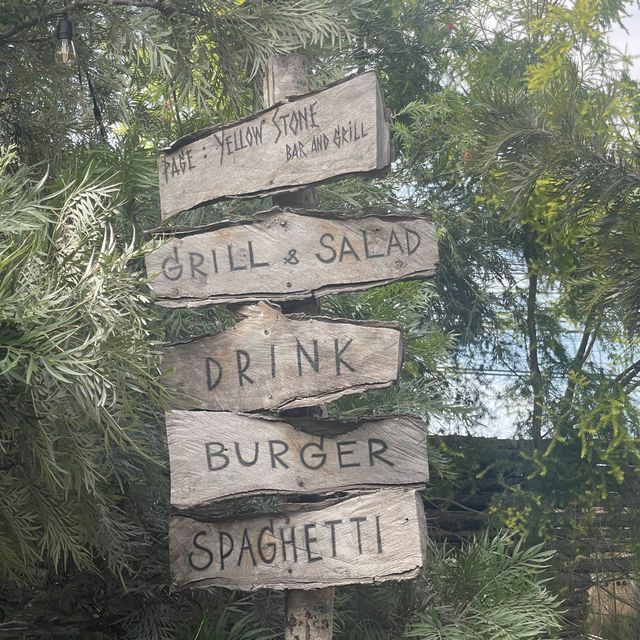 PAGE : YELLOW STONE
BAR AND GRILL
GRILL & SALAD
DRINK
BURGER
SPAGHETTI